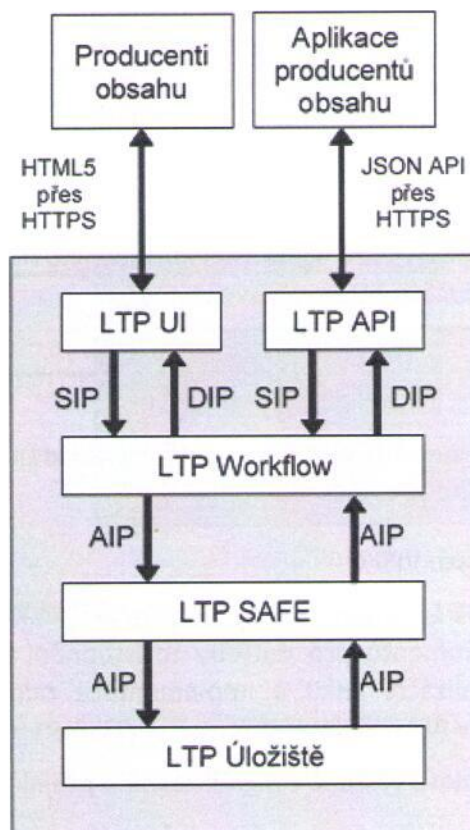 Producenti
obsahu
Aplikace
producentů
obsahu
HTML5
přes
HTTPS
JSON API
přes
HTTPS
LTP UI
LTP API
SIP
DIP
SIP
DIP
LTP Workflow
AIP
AIP
LTP SAFE
AIP
AIP
LTP Úložiště